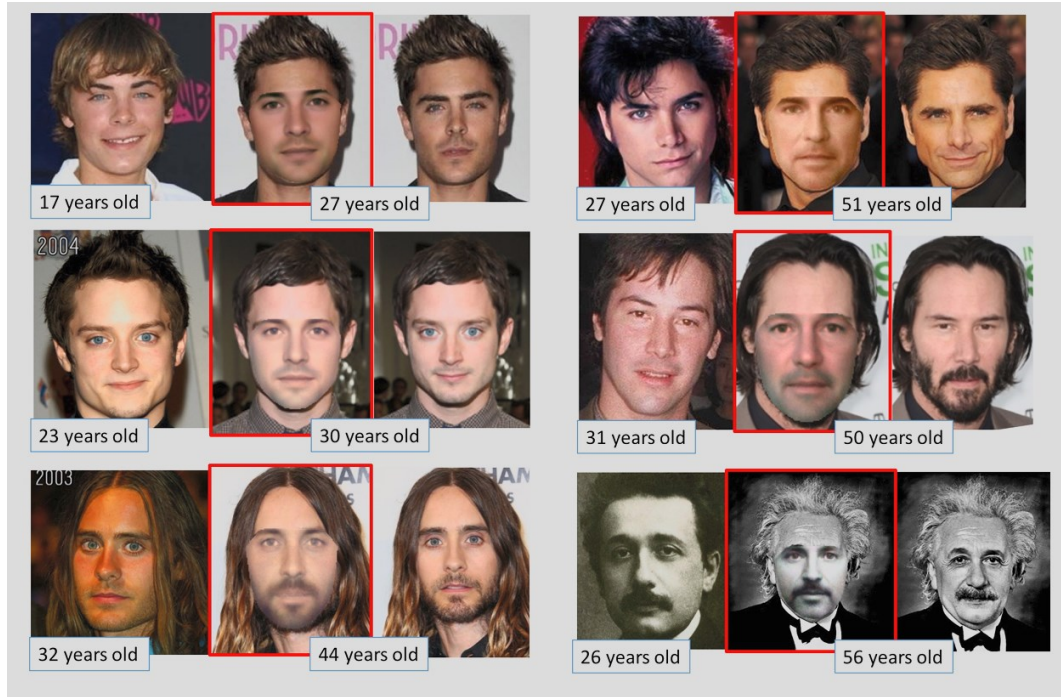 17 years old
27 years old
27 years old
51 years old
2004
23 years old
30 years old
31 years old
50 years old
2003
32 years old
44 years old
26 years old
56 years old